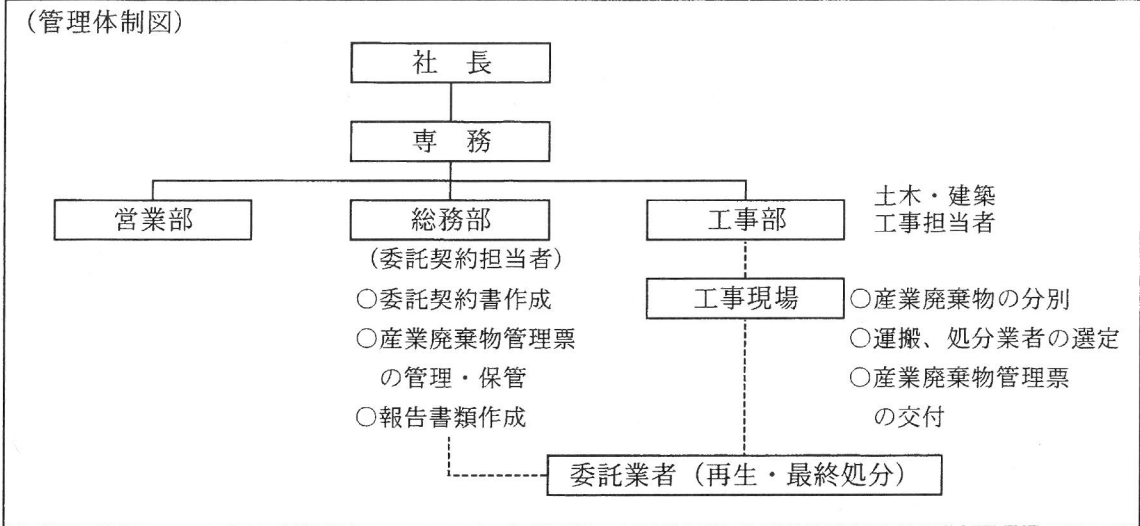 （管理体制図）
社　長
専　務
営業部
総務部
工事部
土木・建築
工事担当者
（委託契約担当者）
○委託契約書作成
○産業廃棄物管理票
の管理・保管
○報告書類作成
工事現場
○産業廃棄物の分別
○運搬、処分業者の選定
○産業廃棄物管理票
の交付
委託業者（再生・最終処分）